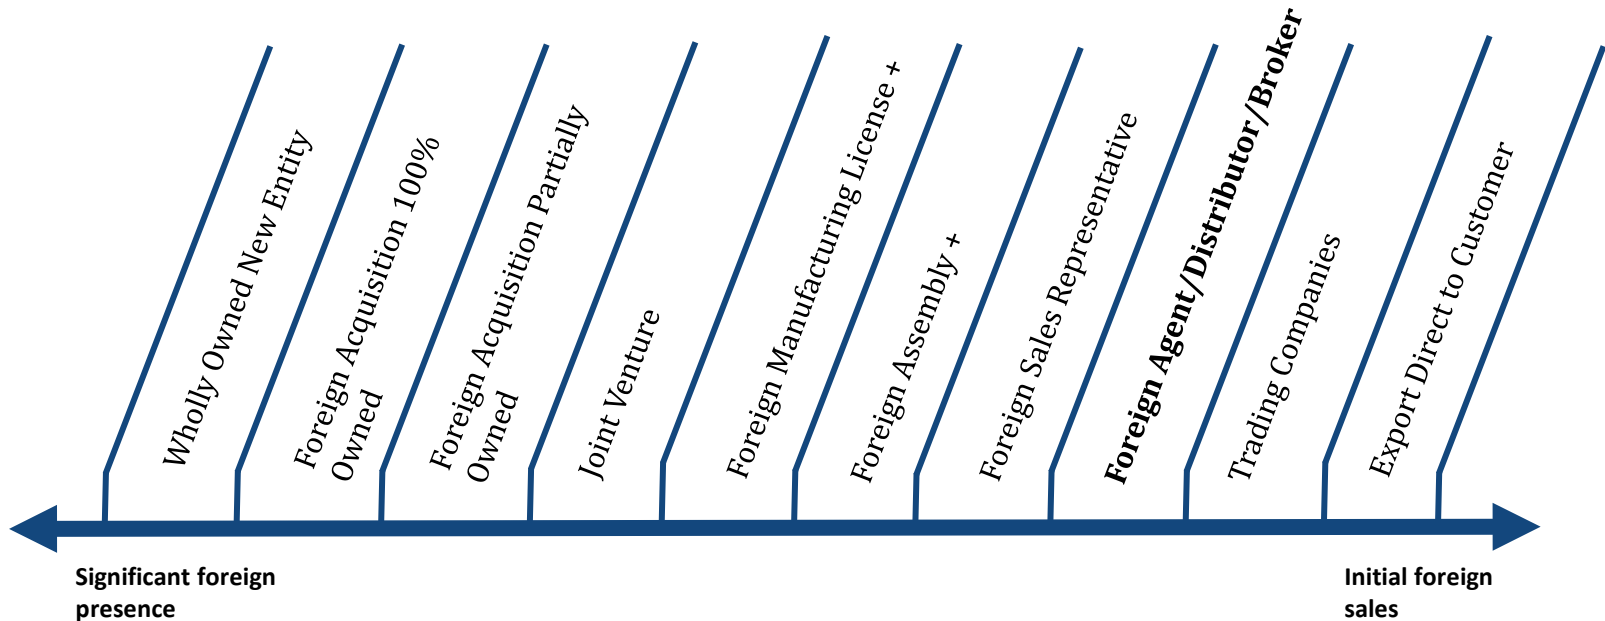 Wholly Owned New Entity
Foreign Acquisition 100%
Owned
Foreign Acquisition Partially
Owned
Joint Venture
Foreign Manufacturing License +
Foreign Assembly +
Foreign Sales Representative
Foreign Agent/Distributor/Broker
Trading Companies
Export Direct to Customer
Significant foreign
presence
Initial foreign
sales